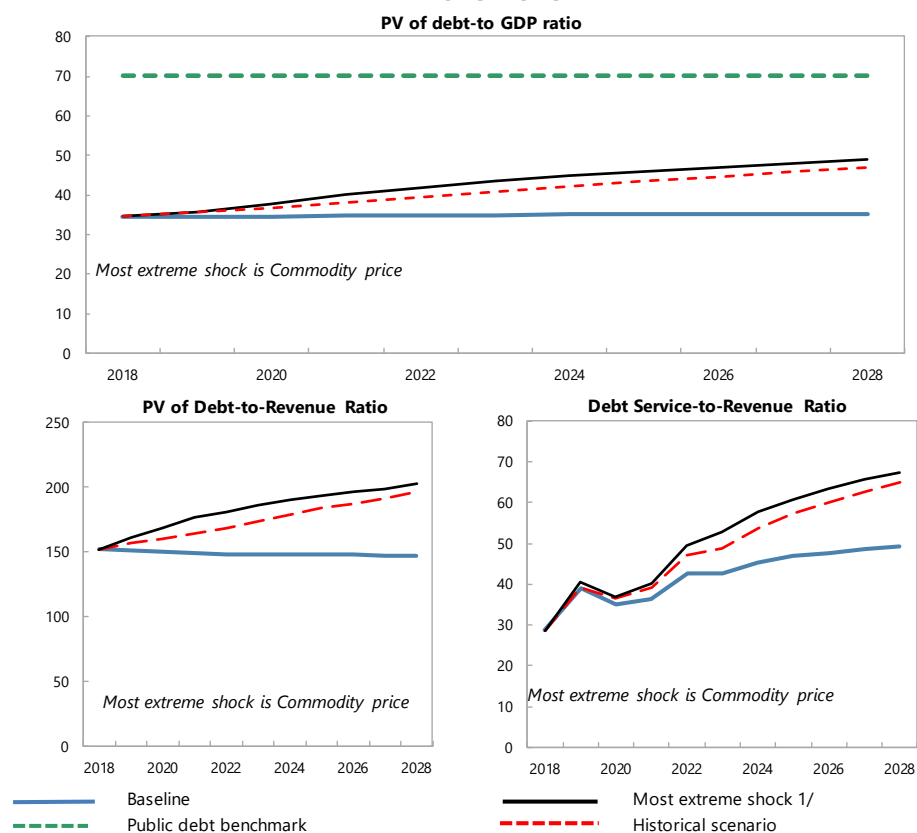 PV of debt-to GDP ratio
80
70
60
50
40
30
20
10
0
Most extreme shock is Commodity price
2018 2020 2022 2024 2026 2028
PV of Debt-to-Revenue Ratio
250
200
150
100
50
0
Most extreme shock is Commodity price
2018 2020 2022 2024 2026 2028
Debt Service-to-Revenue Ratio
80
70
60
50
40
30
20
10
0
Most extreme shock is Commodity price
2018 2020 2022 2024 2026 2028
Baseline
Public debt benchmark
Most extreme shock 1/
Historical scenario